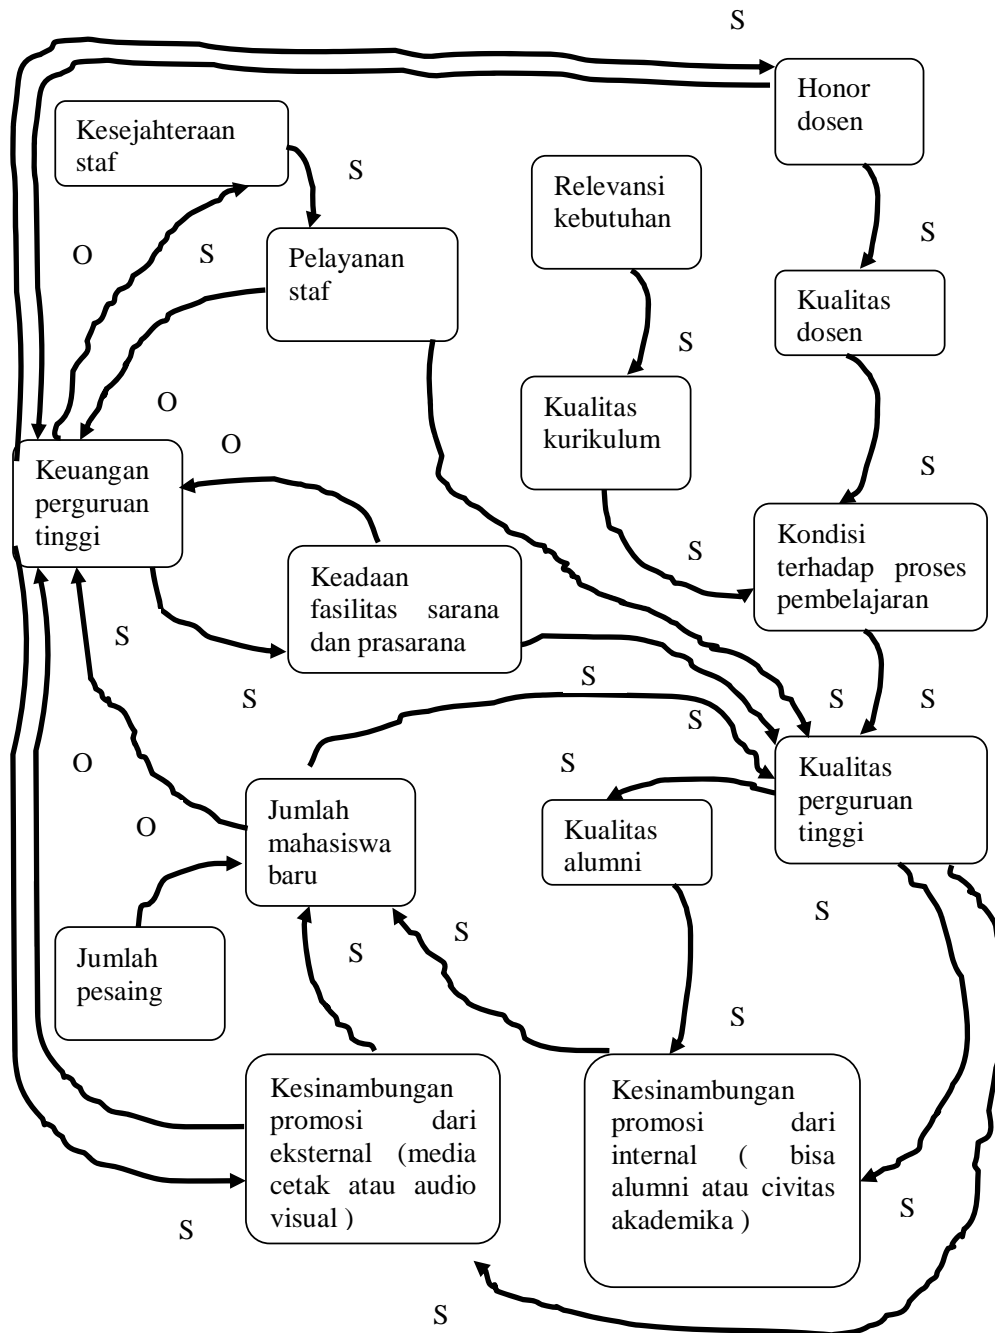 S
Honor
dosen
Kesejahteraan
staf
S
Relevansi
kebutuhan
S
O
S
Pelayanan
staf
Kualitas
dosen
S
O
Kualitas
kurikulum
O
S
Keuangan
perguruan
tinggi
Kondisi
terhadap proses
pembelajaran
S
Keadaan
fasilitas sarana
dan prasarana
S
S
S
S
S
S
O
S
Kualitas
perguruan
tinggi
Jumlah
mahasiswa
baru
O
Kualitas
alumni
S
S
S
Jumlah
pesaing
S
Kesinambungan
promosi dari
eksternal (media
cetak atau audio
visual )
Kesinambungan
promosi dari
internal ( bisa
alumni atau civitas
akademika )
S
S
S